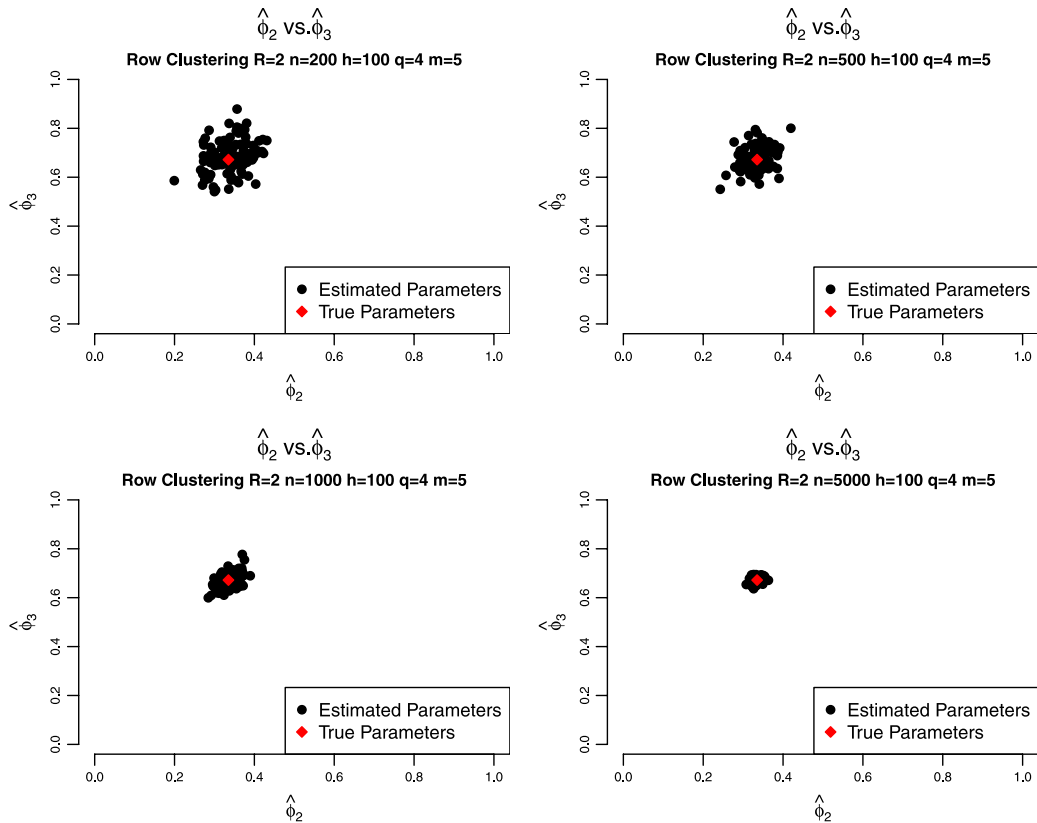 ϕ̂₂ vs.ϕ̂₃
Row Clustering R=2 n=200 h=100 q=4 m=5
ϕ̂₃
1.0
0.8
0.6
0.4
0.2
0.0
Estimated Parameters
True Parameters
0.0 0.2 0.4 0.6 0.8 1.0
ϕ̂₂
ϕ̂₂ vs.ϕ̂₃
Row Clustering R=2 n=500 h=100 q=4 m=5
ϕ̂₃
1.0
0.8
0.6
0.4
0.2
0.0
Estimated Parameters
True Parameters
0.0 0.2 0.4 0.6 0.8 1.0
ϕ̂₂
ϕ̂₂ vs.ϕ̂₃
Row Clustering R=2 n=1000 h=100 q=4 m=5
ϕ̂₃
1.0
0.8
0.6
0.4
0.2
0.0
Estimated Parameters
True Parameters
0.0 0.2 0.4 0.6 0.8 1.0
ϕ̂₂
ϕ̂₂ vs.ϕ̂₃
Row Clustering R=2 n=5000 h=100 q=4 m=5
ϕ̂₃
1.0
0.8
0.6
0.4
0.2
0.0
Estimated Parameters
True Parameters
0.0 0.2 0.4 0.6 0.8 1.0
ϕ̂₂